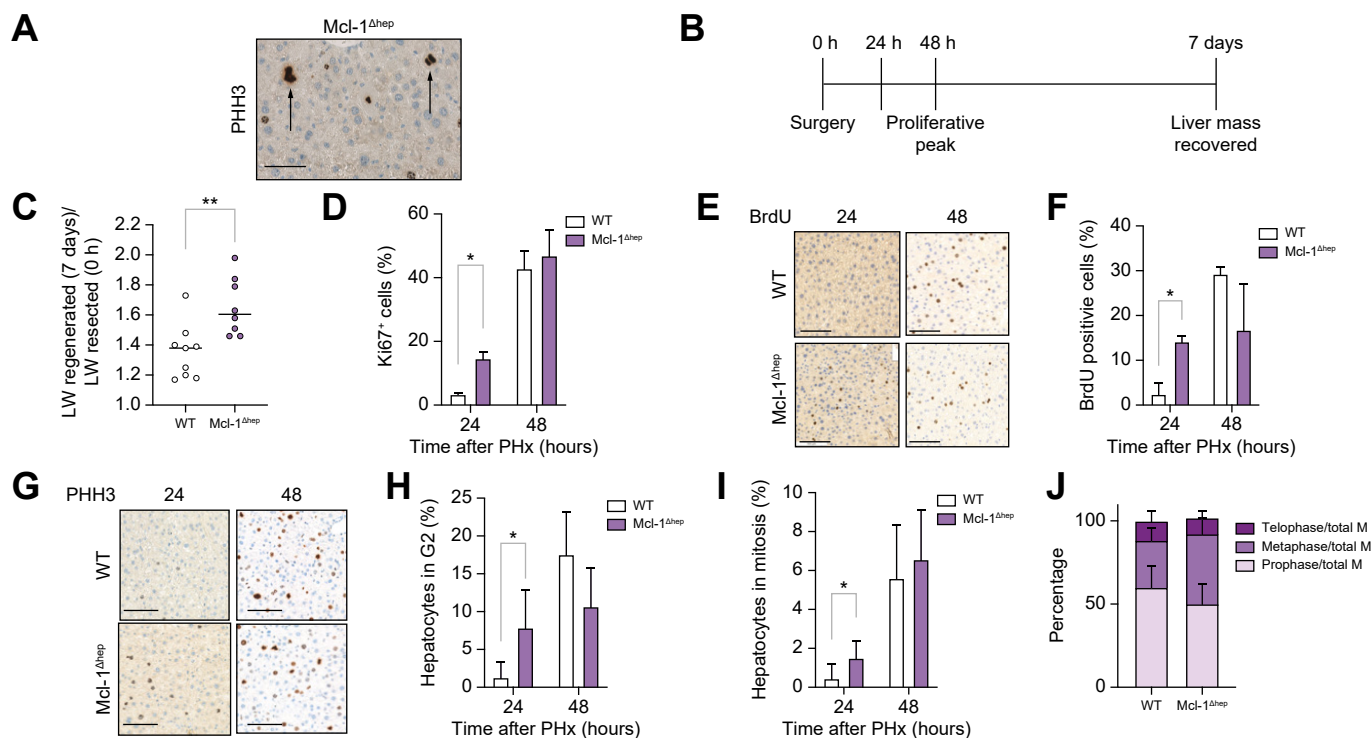 A
Mcl-1Δhep
PHH3
B
0 h 24 h 48 h 7 days
Surgery Proliferative Liver mass
peak recovered
C
LW regenerated (7 days)/
LW resected (0 h)
2.2
2.0
1.8
1.6
1.4
1.2
1.0
**
WT Mcl-1Δhep
D
Ki67+ cells (%)
60
40
20
0
*
WT
Mcl-1Δhep
24 48
Time after PHx (hours)
E
BrdU 24 48
WT
Mcl-1Δhep
F
BrdU positivie cells (%)
40
30
20
10
0
*
WT
Mcl-1Δhep
24 48
Time after PHx (hours)
G
PHH3 24 48
WT
Mcl-1Δhep
H
Hepatocytes in G2 (%)
25
20
15
10
5
0
*
WT
Mcl-1Δhep
24 48
Time after PHx (hours)
I
Hepatocytes in mitosis (%)
10
8
6
4
2
0
*
WT
Mcl-1Δhep
24 48
Time after PHx (hours)
J
Percentage
100
50
0
Telophase/total M
Metaphase/total M
Prophase/total M
WT Mcl-1Δhep